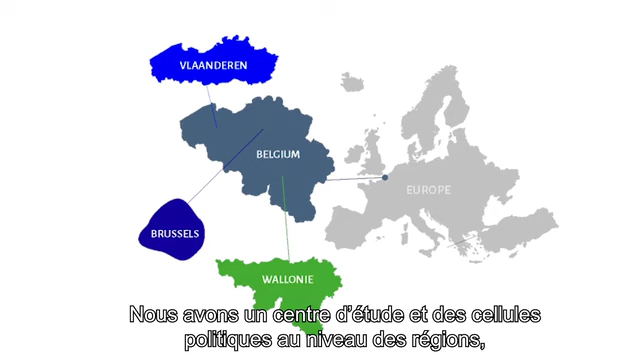 VLAANDEREN
BELGIUM
EUROPE
BRUSSELS
WALLONIE
Nous avons un centre d'étude et des cellules
politiques au niveau des régions,